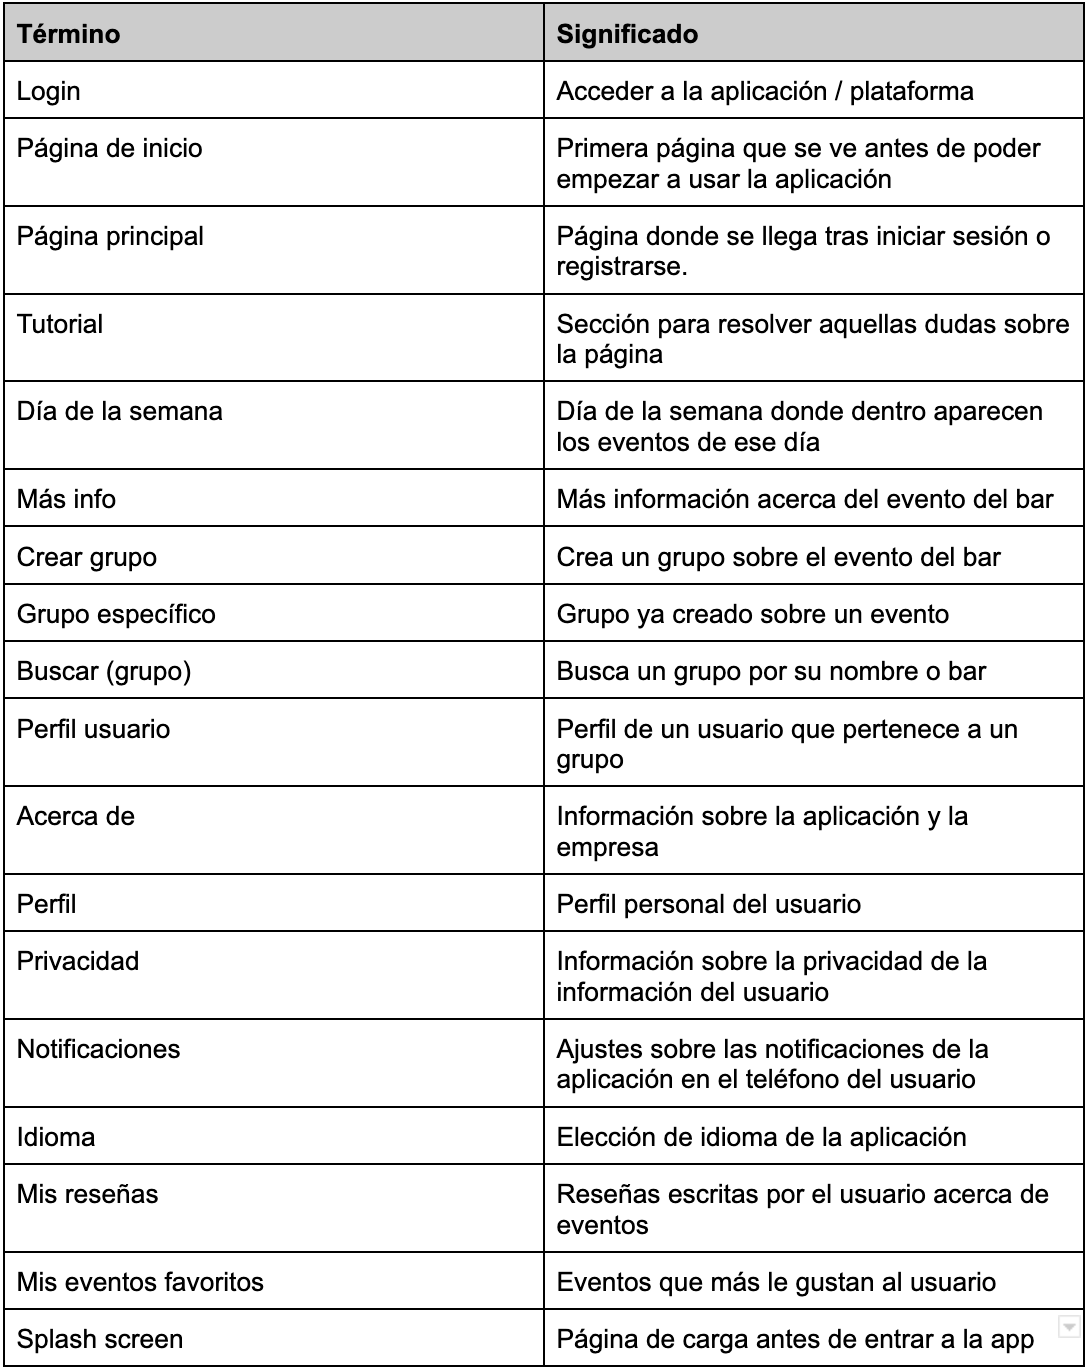 Término
Significado
Login
Acceder a la aplicación / plataforma
Página de inicio
Primera página que se ve antes de poder
empezar a usar la aplicación
Página principal
Página donde se llega tras iniciar sesión o
registrarse.
Tutorial
Sección para resolver aquellas dudas sobre
la página
Día de la semana
Día de la semana donde dentro aparecen
los eventos de ese día
Más info
Más información acerca del evento del bar
Crear grupo
Crea un grupo sobre el evento del bar
Grupo específico
Grupo ya creado sobre un evento
Buscar (grupo)
Busca un grupo por su nombre o bar
Perfil usuario
Perfil de un usuario que pertenece a un
grupo
Acerca de
Información sobre la aplicación y la
empresa
Perfil
Perfil personal del usuario
Privacidad
Información sobre la privacidad de la
información del usuario
Notificaciones
Ajustes sobre las notificaciones de la
aplicación en el teléfono del usuario
Idioma
Elección de idioma de la aplicación
Mis reseñas
Reseñas escritas por el usuario acerca de
eventos
Mis eventos favoritos
Eventos que más le gustan al usuario
Splash screen
Página de carga antes de entrar a la app